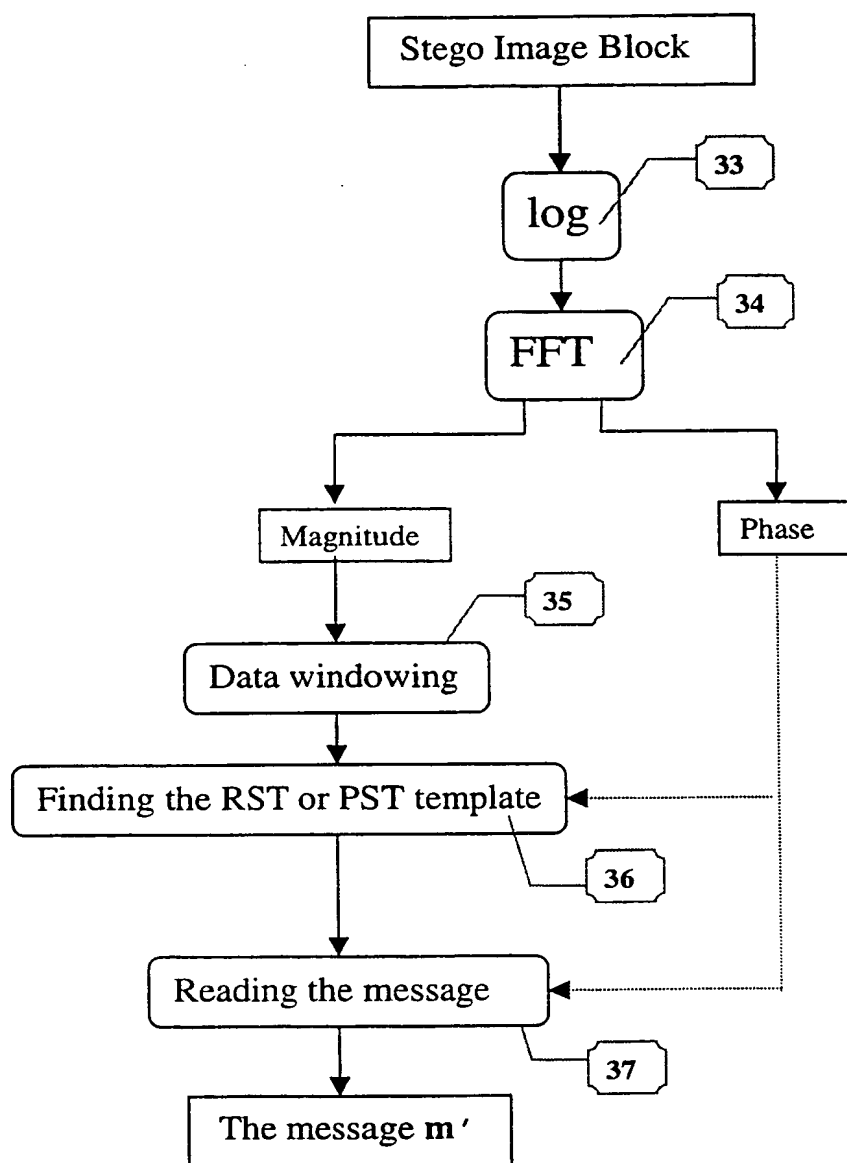 Stego Image Block
33
log
34
FFT
Magnitude
Phase
35
Data windowing
Finding the RST or PST template
36
Reading the message
37
The message m′